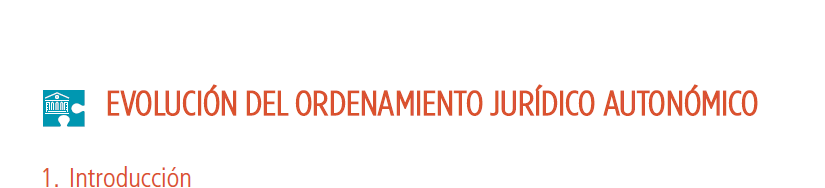 EVOLUCIÓN DEL ORDENAMIENTO JURÍDICO AUTONÓMICO
1. Introducción